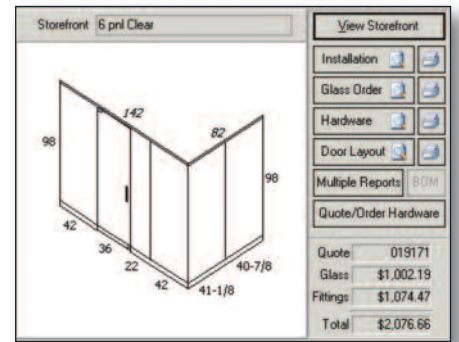 Storefront 6 pnl Clear
View Storefront
Installation
Glass Order
Hardware
Door Layout
Multiple Reports BOM
Quote/Order Hardware
142
82
98
98
42
36
22
42
41-1/8
40-7/8
Quote 019171
Glass $1,002.19
Fittings $1,074.47
Total $2,076.66